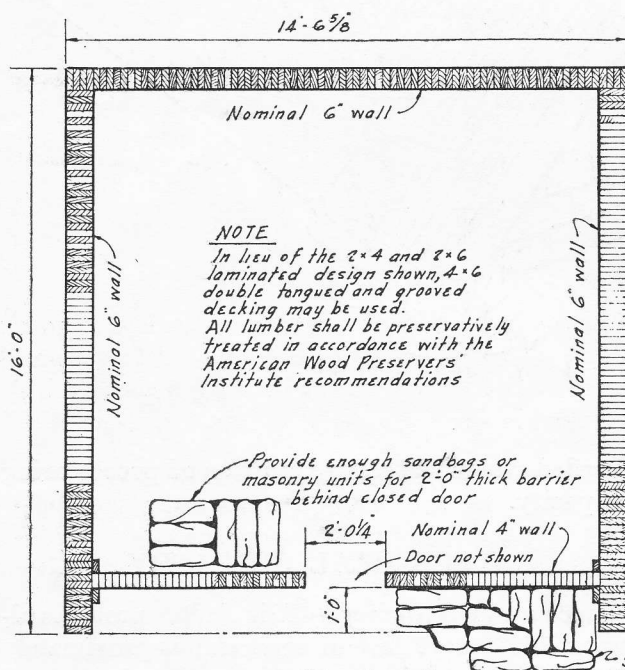 14'-6 5/8
Nominal 6" wall
NOTE
In lieu of the 2×4 and 2×6
laminated design shown, 4×6
double tongued and grooved
decking may be used.
All lumber shall be preservatively
treated in accordance with the
American Wood Preservers'
Institute recommendations
Nominal 6" wall
Nominal 6" wall
16'-0"
Provide enough sandbags or
masonry units for 2'-0" thick barrier
behind closed door
2'-0 1/4"
Nominal 4" wall
Door not shown
1'-0"